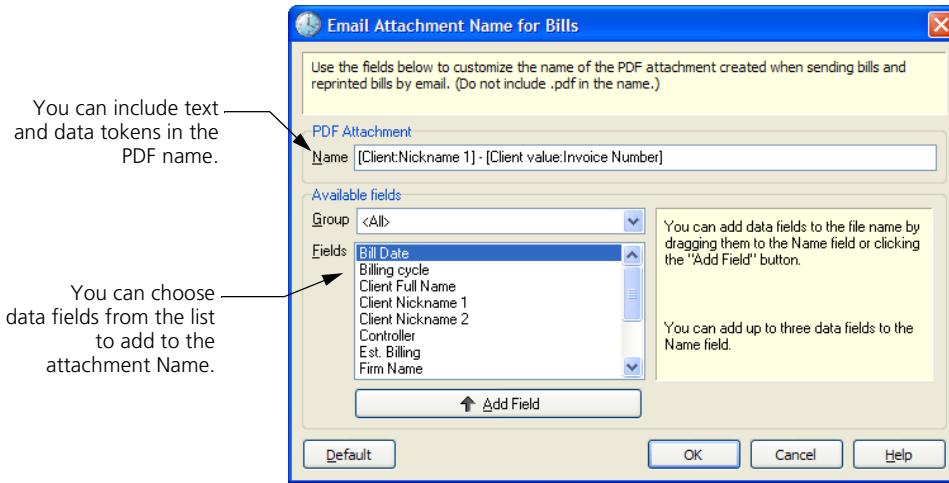 Email Attachment Name for Bills
Use the fields below to customize the name of the PDF attachment created when sending bills and
reprinted bills by email. (Do not include .pdf in the name.)
You can include text
and data tokens in the
PDF name.
PDF Attachment
Name [Client:Nickname 1] - [Client value:Invoice Number]
Available fields
Group <All>
Fields Bill Date
Billing cycle
Client Full Name
Client Nickname 1
Client Nickname 2
Controller
Est. Billing
Firm Name
You can add data fields to the file name by
dragging them to the Name field or clicking
the "Add Field" button.
You can add up to three data fields to the
Name field.
You can choose
data fields from the list
to add to the
attachment Name.
Add Field
Default OK Cancel Help